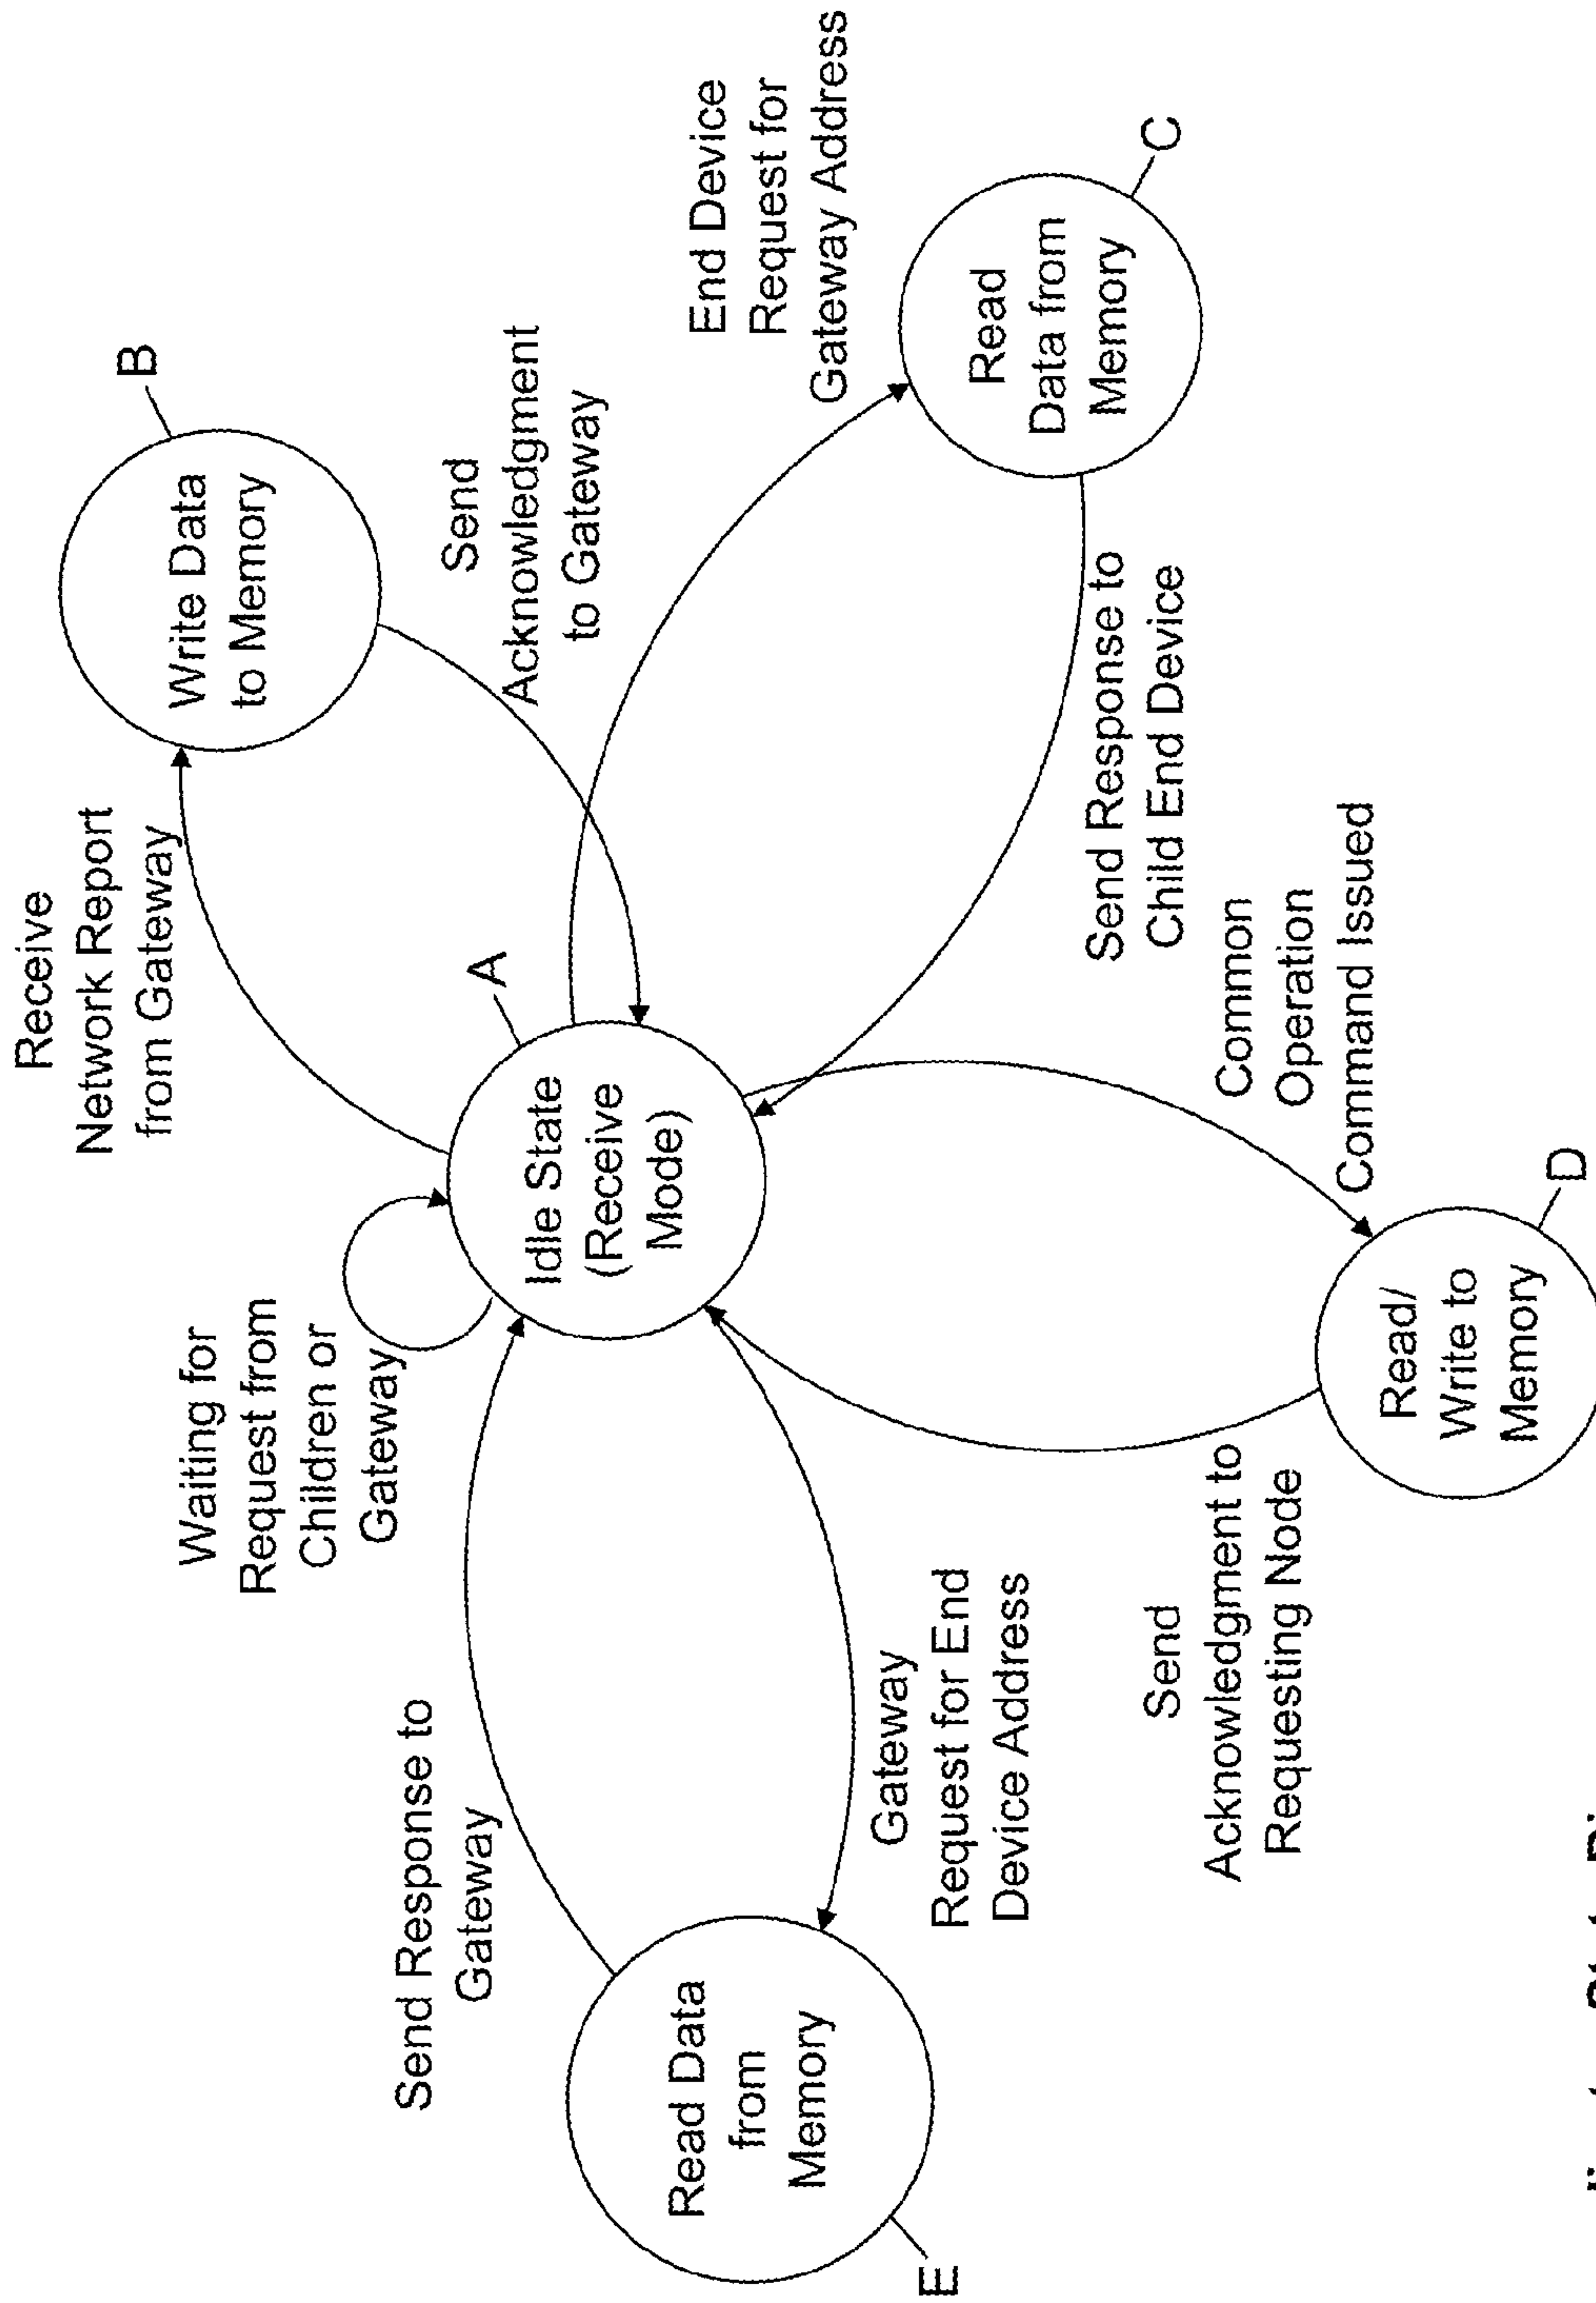 Receive
Network Report
from Gateway
B
Write Data
to Memory
Waiting for
Request from
Children or
Gateway
Send
Acknowledgment
to Gateway
A
Idle State
(Receive
Mode)
Send Response to
Gateway
End Device
Request for
Gateway Address
C
Read
Data from
Memory
Read Data
from
Memory
E
Gateway
Request for End
Device Address
Send Response to
Child End Device
Send
Acknowledgment to
Requesting Node
Common
Operation
Command Issued
D
Read/
Write to
Memory